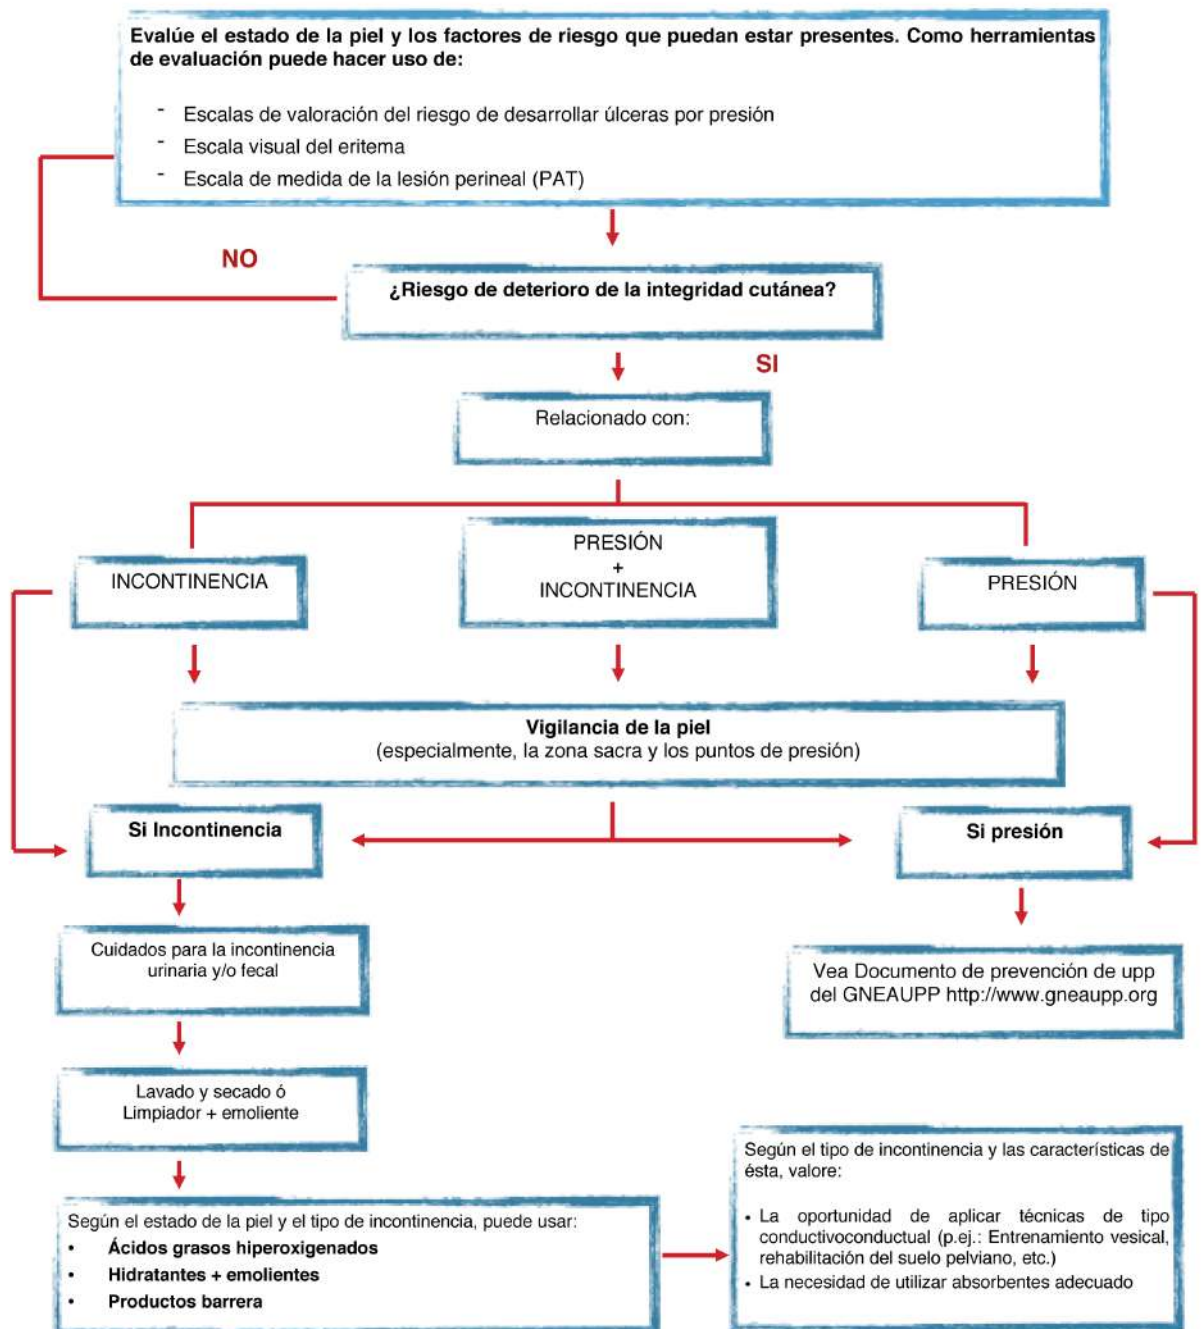 Evalúe el estado de la piel y los factores de riesgo que puedan estar presentes. Como herramientas
de evaluación puede hacer uso de:
- Escalas de valoración del riesgo de desarrollar úlceras por presión
- Escala visual del eritema
- Escala de medida de la lesión perineal (PAT)
NO
¿Riesgo de deterioro de la integridad cutánea?
SI
Relacionado con:
INCONTINENCIA
PRESIÓN
+
INCONTINENCIA
PRESIÓN
Vigilancia de la piel
(especialmente, la zona sacra y los puntos de presión)
Si Incontinencia
Si presión
Cuidados para la incontinencia
urinaria y/o fecal
Vea Documento de prevención de upp
del GNEAUPP http://www.gneaupp.org
Lavado y secado ó
Limpiador + emoliente
Según el estado de la piel y el tipo de incontinencia, puede usar:
• Ácidos grasos hiperoxigenados
• Hidratantes + emolientes
• Productos barrera
Según el tipo de incontinencia y las características de
ésta, valore:
• La oportunidad de aplicar técnicas de tipo
conductivoconductual (p.ej.: Entrenamiento vesical,
rehabilitación del suelo pelviano, etc.)
• La necesidad de utilizar absorbentes adecuado